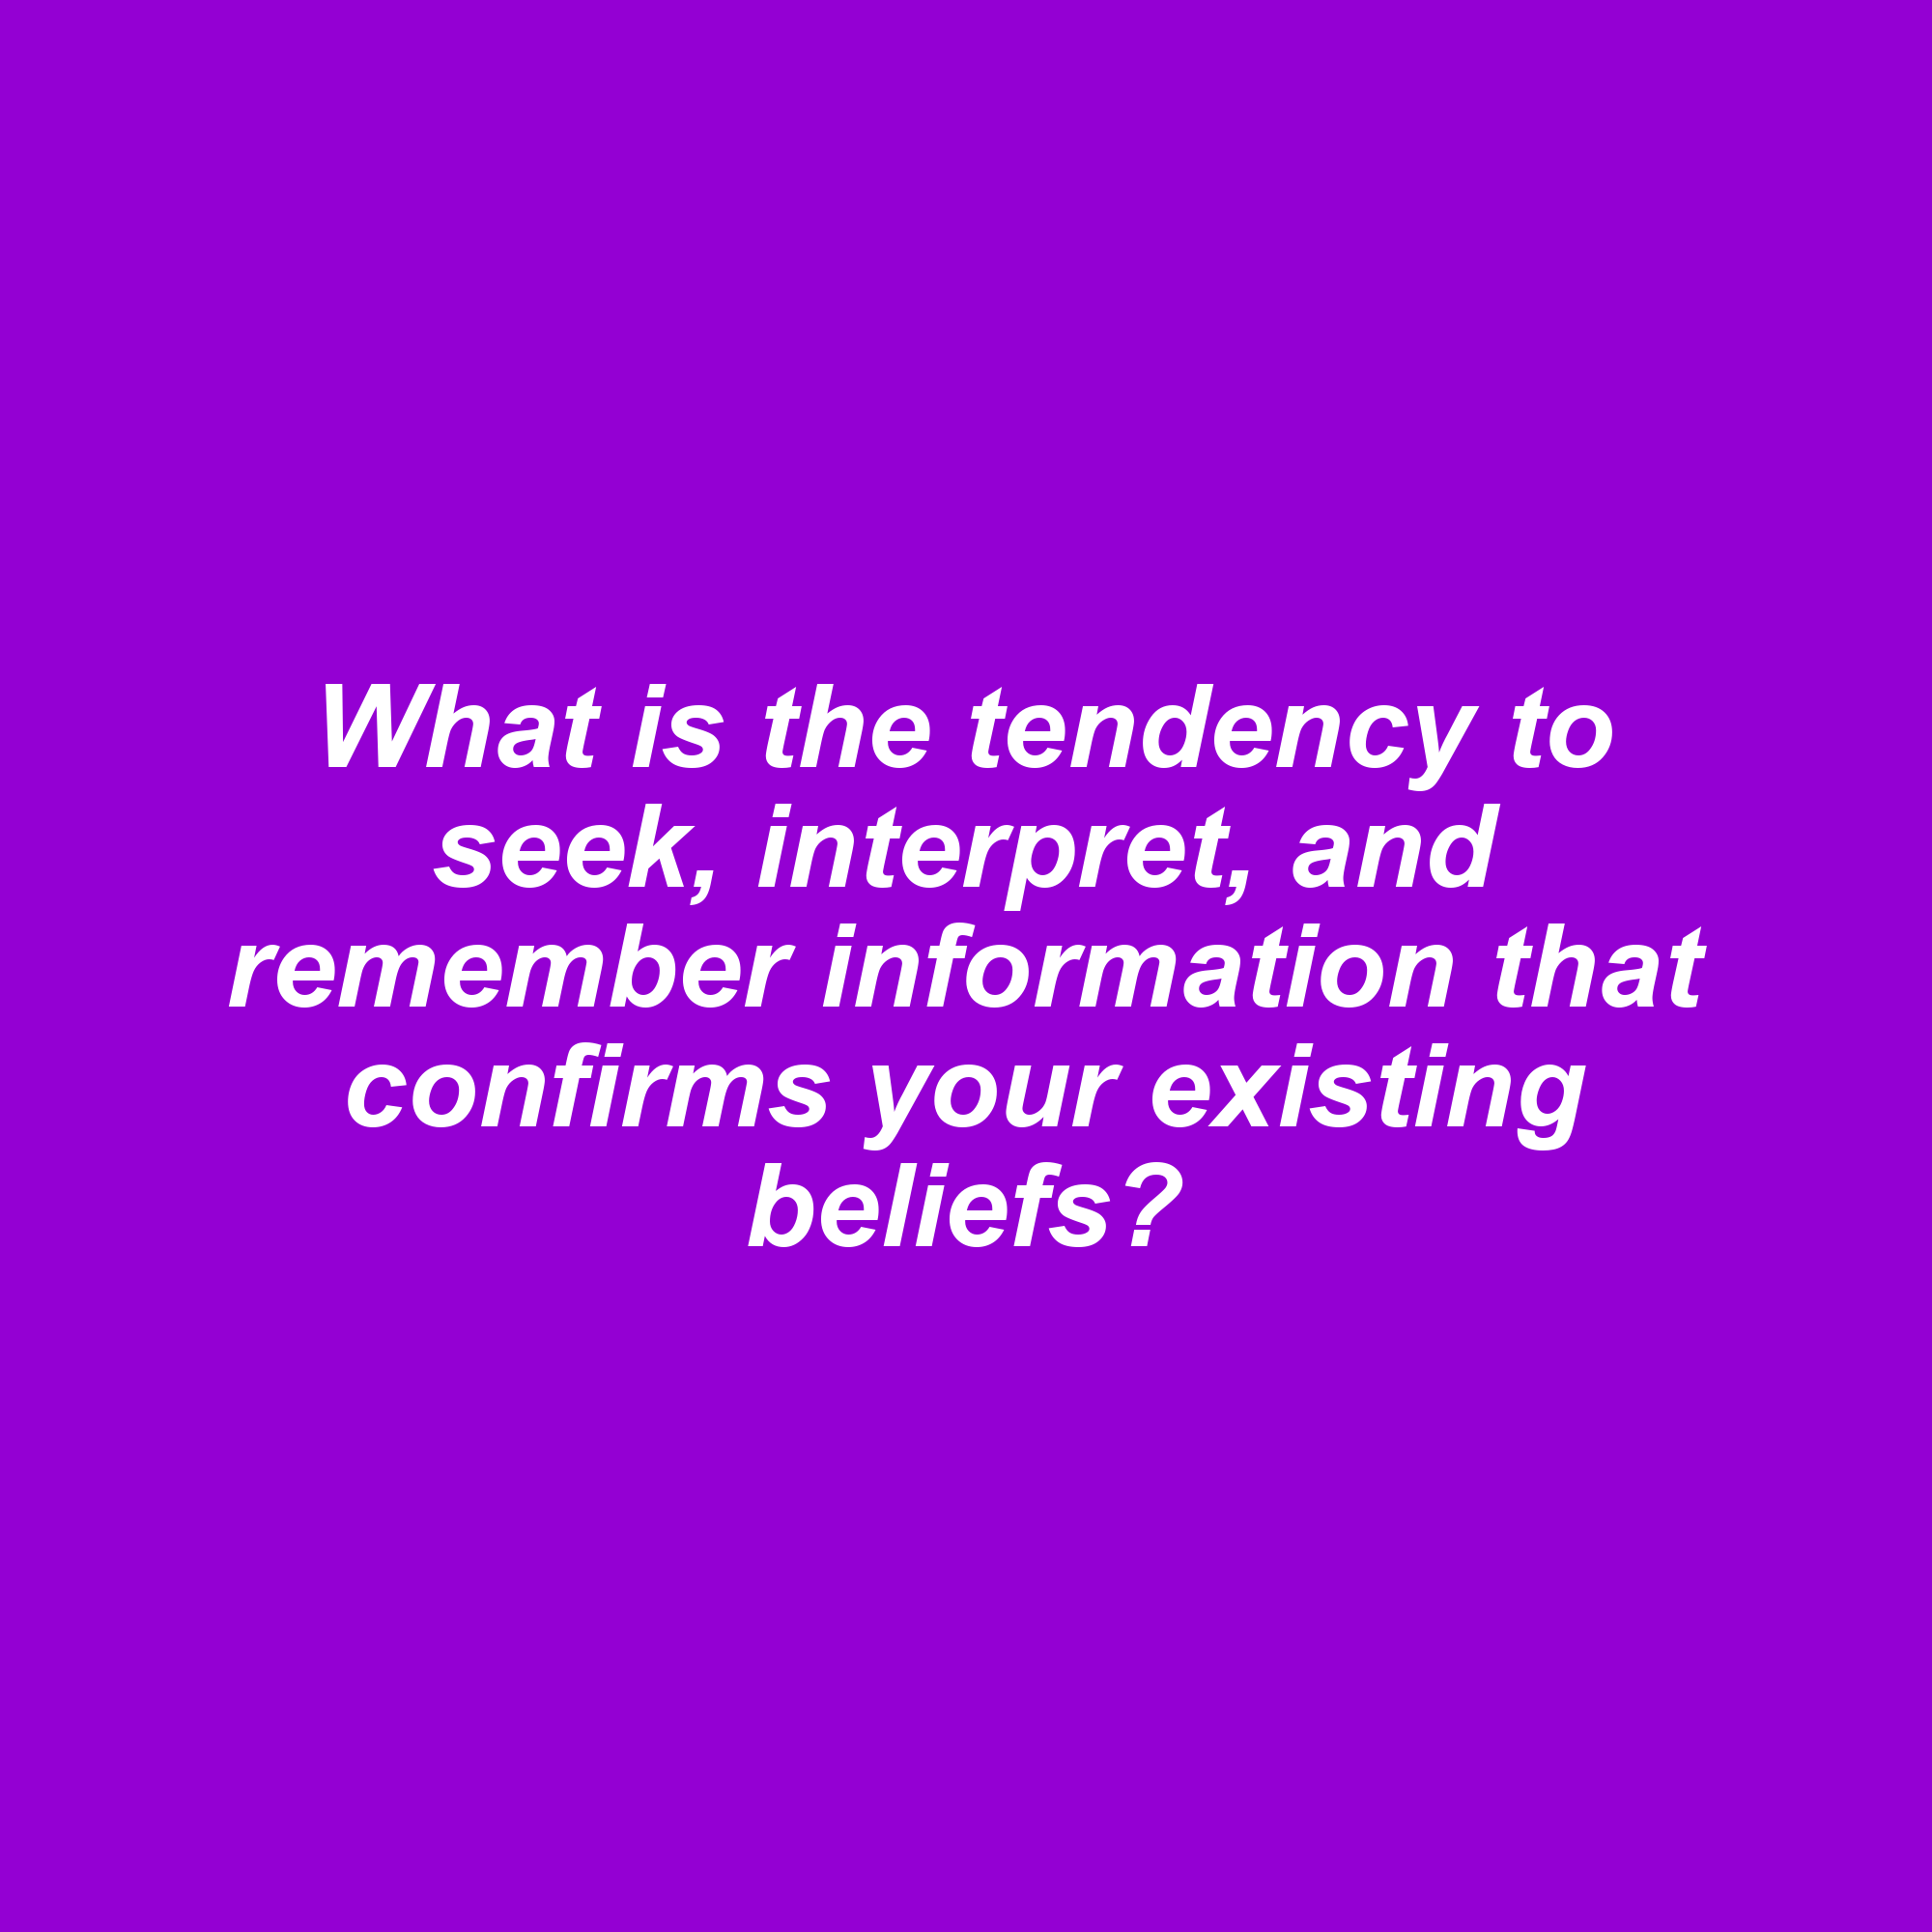 What is the tendency to
seek, interpret, and
remember information that
confirms your existing
beliefs?